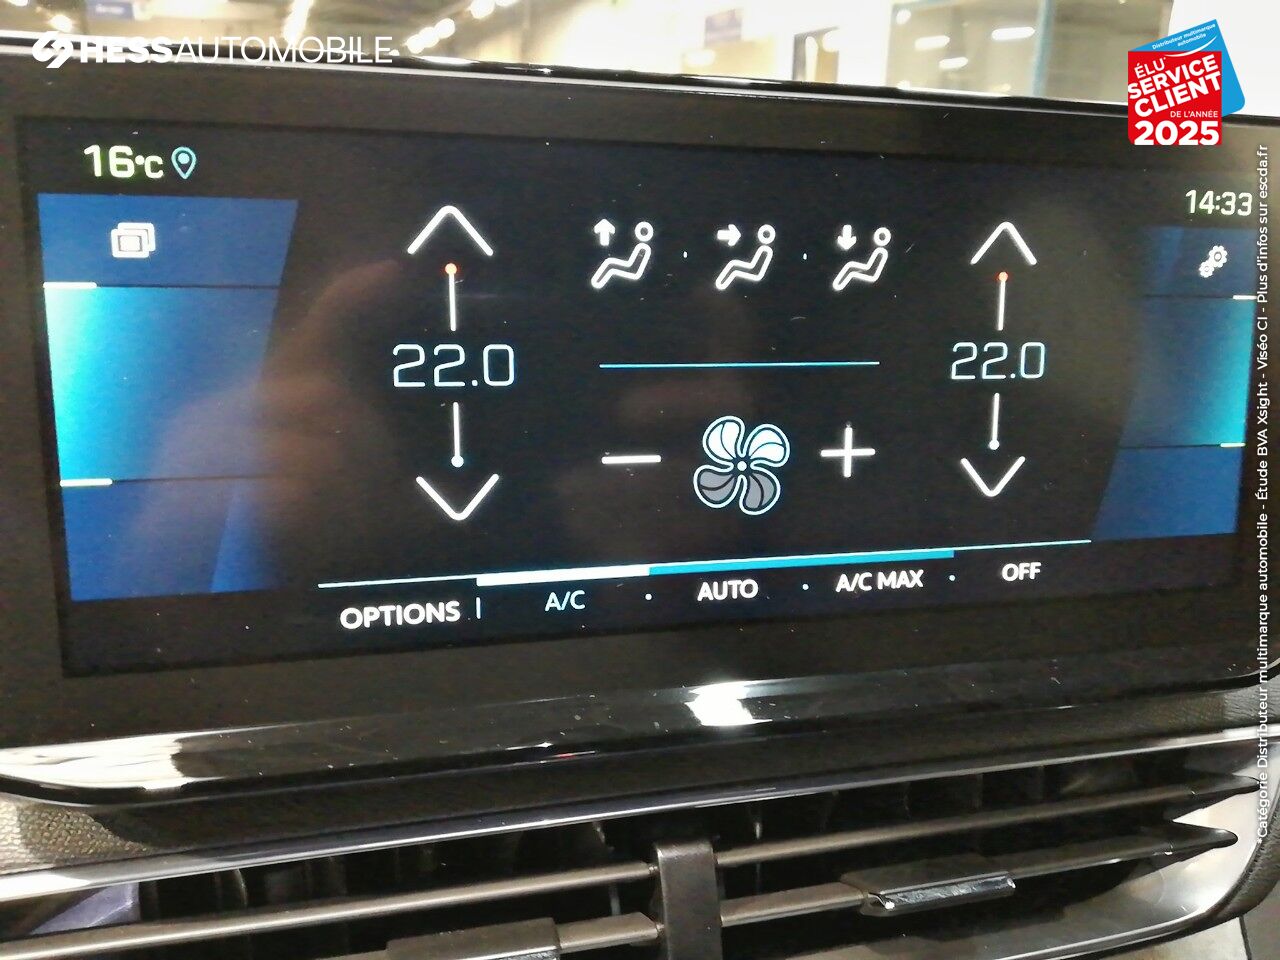 HESSAUTOMOBILE
Distributeur multimarque
automobile*
ÉLU
SERVICE
CLIENT
DE L'ANNÉE
2025
16°C
14:33
22.0
22.0
OPTIONS
A/C
AUTO
A/C MAX
OFF
*Catégorie Distributeur multimarque automobile - Étude BVA Xsight - Viséo CI - Plus d'infos sur escda.fr